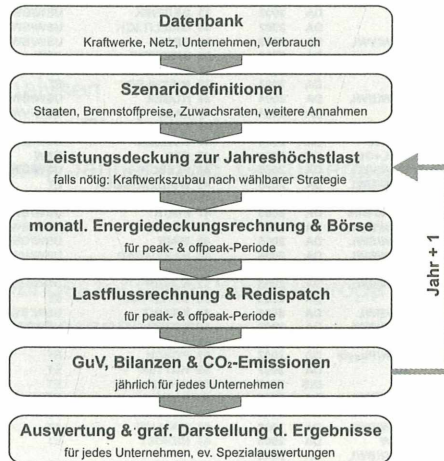 Datenbank
Kraftwerke, Netz, Unternehmen, Verbrauch
Szenariodefinitionen
Staaten, Brennstoffpreise, Zuwachsraten, weitere Annahmen
Leistungsdeckung zur Jahreshöchstlast
falls nötig: Kraftwerkszubau nach wählbarer Strategie
monatl. Energiedeckungsrechnung & Börse
für peak- & offpeak-Periode
Lastflussrechnung & Redispatch
für peak- & offpeak-Periode
GuV, Bilanzen & CO₂-Emissionen
jährlich für jedes Unternehmen
Auswertung & graf. Darstellung d. Ergebnisse
für jedes Unternehmen, ev. Spezialauswertungen
Jahr + 1